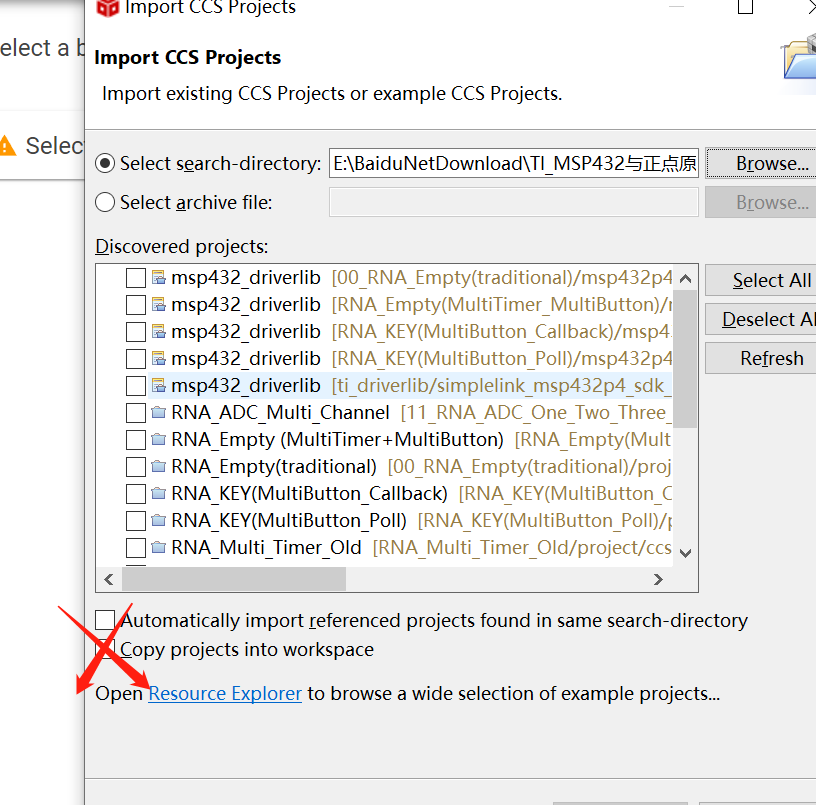 Import CCS Projects
elect a b
Import CCS Projects
Import existing CCS Projects or example CCS Projects.
Selec
Select search-directory: E:\BaiduNetDownload\TI_MSP432与正点原 Browse...
Select archive file: Browse...
Discovered projects:
msp432_driverlib [00_RNA_Empty(traditional)/msp432p4
Select All
msp432_driverlib [RNA_Empty(MultiTimer_MultiButton)/
msp432_driverlib [RNA_KEY(MultiButton_Callback)/msp4
Deselect Al
msp432_driverlib [RNA_KEY(MultiButton_Poll)/msp432p4
Refresh
msp432_driverlib [ti_driverlib/simplelink_msp432p4_sdk_
RNA_ADC_Multi_Channel [11_RNA_ADC_One_Two_Three_
RNA_Empty (MultiTimer+MultiButton) [RNA_Empty(Mult
RNA_Empty(traditional) [00_RNA_Empty(traditional)/proj
RNA_KEY(MultiButton_Callback) [RNA_KEY(MultiButton_C
RNA_KEY(MultiButton_Poll) [RNA_KEY(MultiButton_Poll)/p
RNA_Multi_Timer_Old [RNA_Multi_Timer_Old/project/ccs
Automatically import referenced projects found in same search-directory
Copy projects into workspace
Open Resource Explorer to browse a wide selection of example projects...